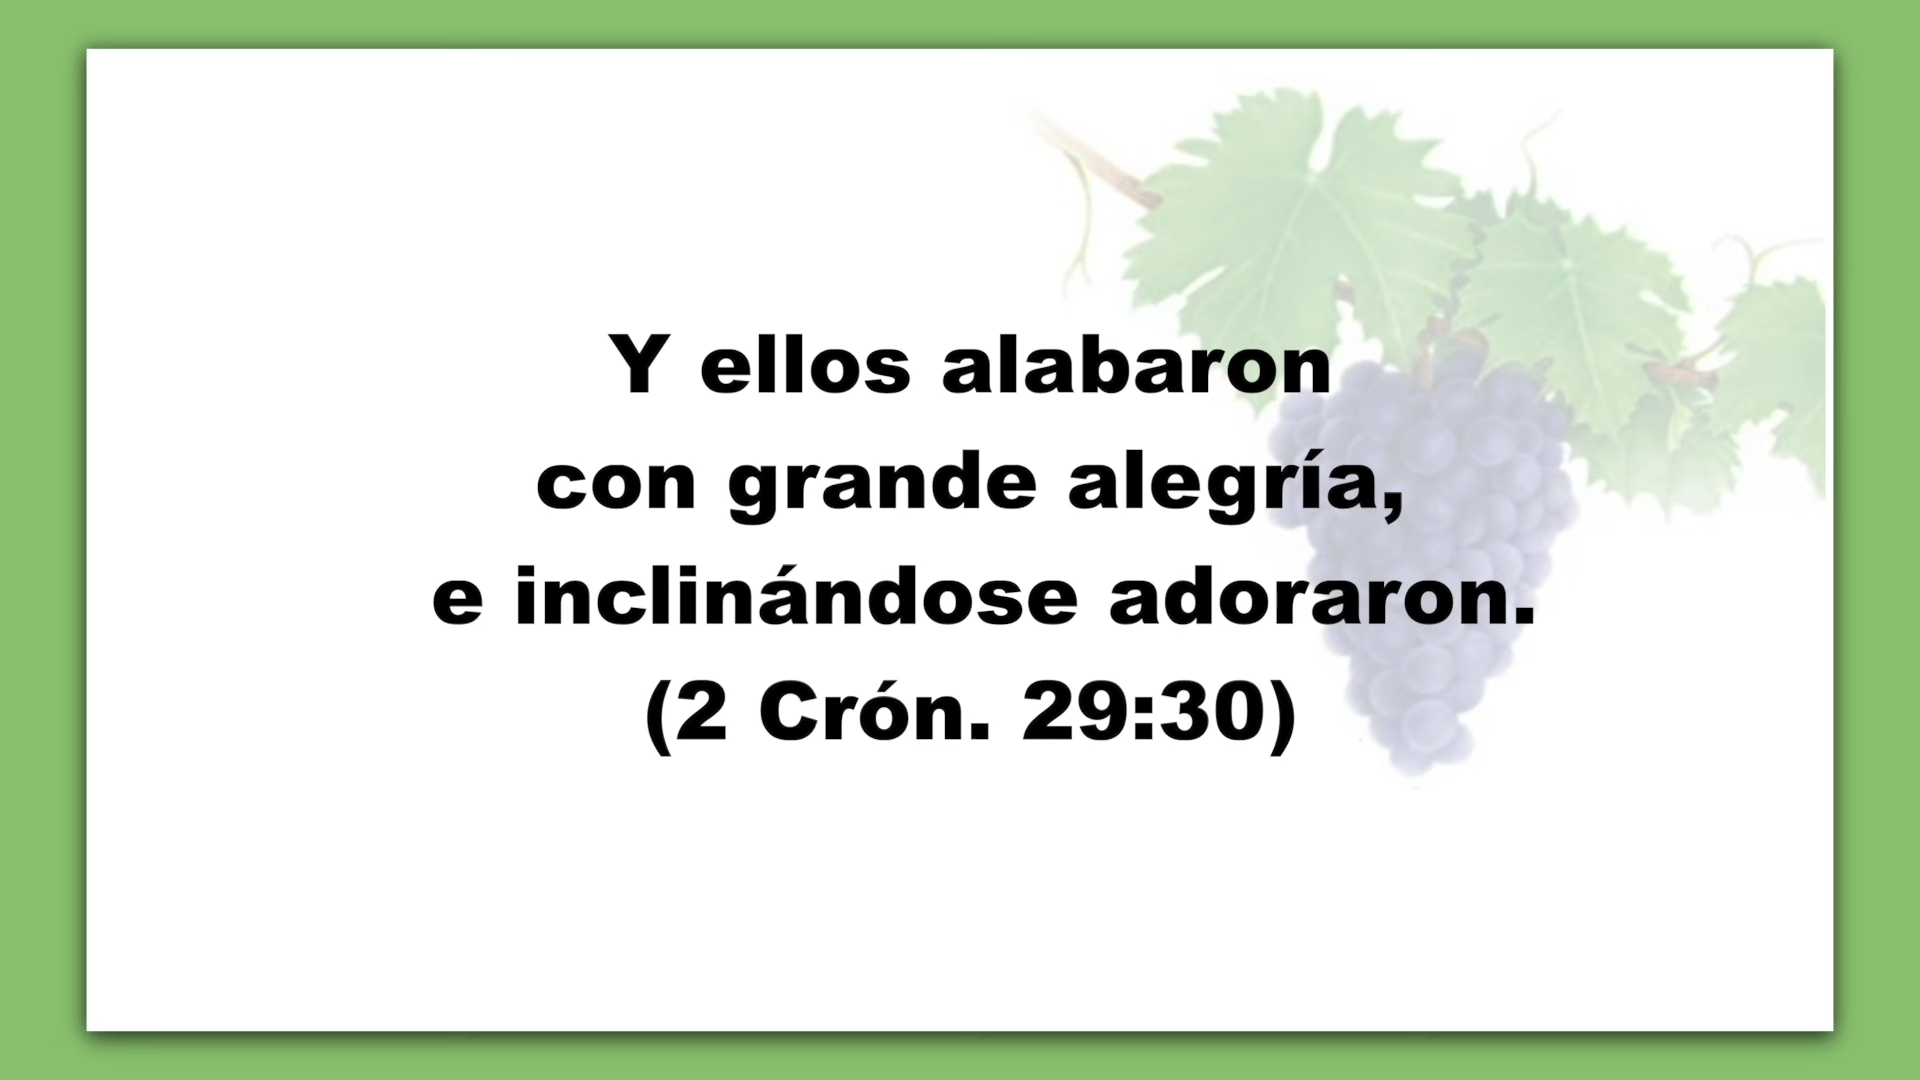 Y ellos alabaron
con grande alegría,
e inclinándose adoraron.
(2 Crón. 29:30)